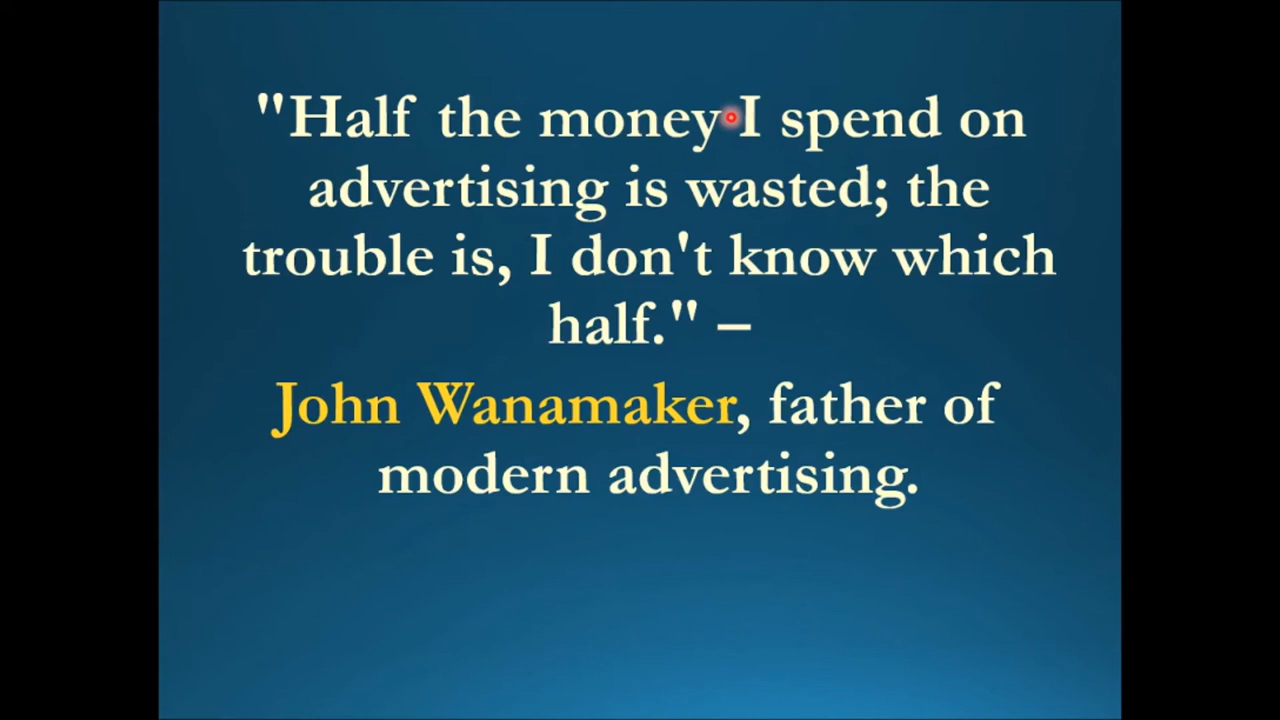 "Half the money I spend on
advertising is wasted; the
trouble is, I don't know which
half." –
John Wanamaker, father of
modern advertising.